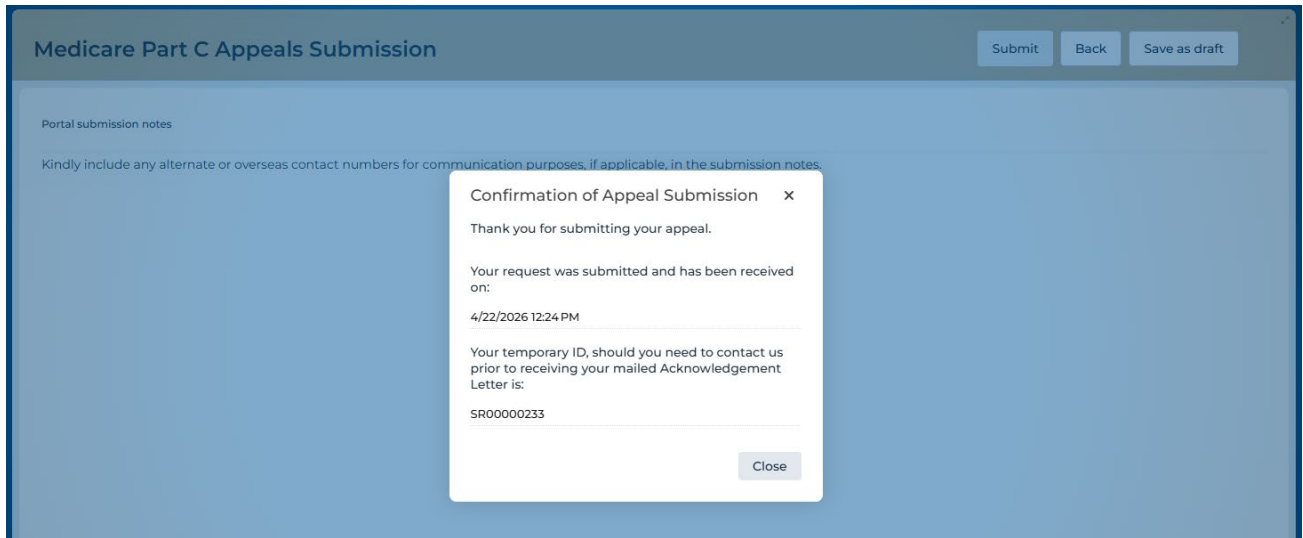 Medicare Part C Appeals Submission
Submit
Back
Save as draft
Portal submission notes
Kindly include any alternate or overseas contact numbers for communication purposes, if applicable, in the submission notes.
Confirmation of Appeal Submission ×
Thank you for submitting your appeal.
Your request was submitted and has been received
on:
4/22/2026 12:24 PM
Your temporary ID, should you need to contact us
prior to receiving your mailed Acknowledgement
Letter is:
SR00000233
Close